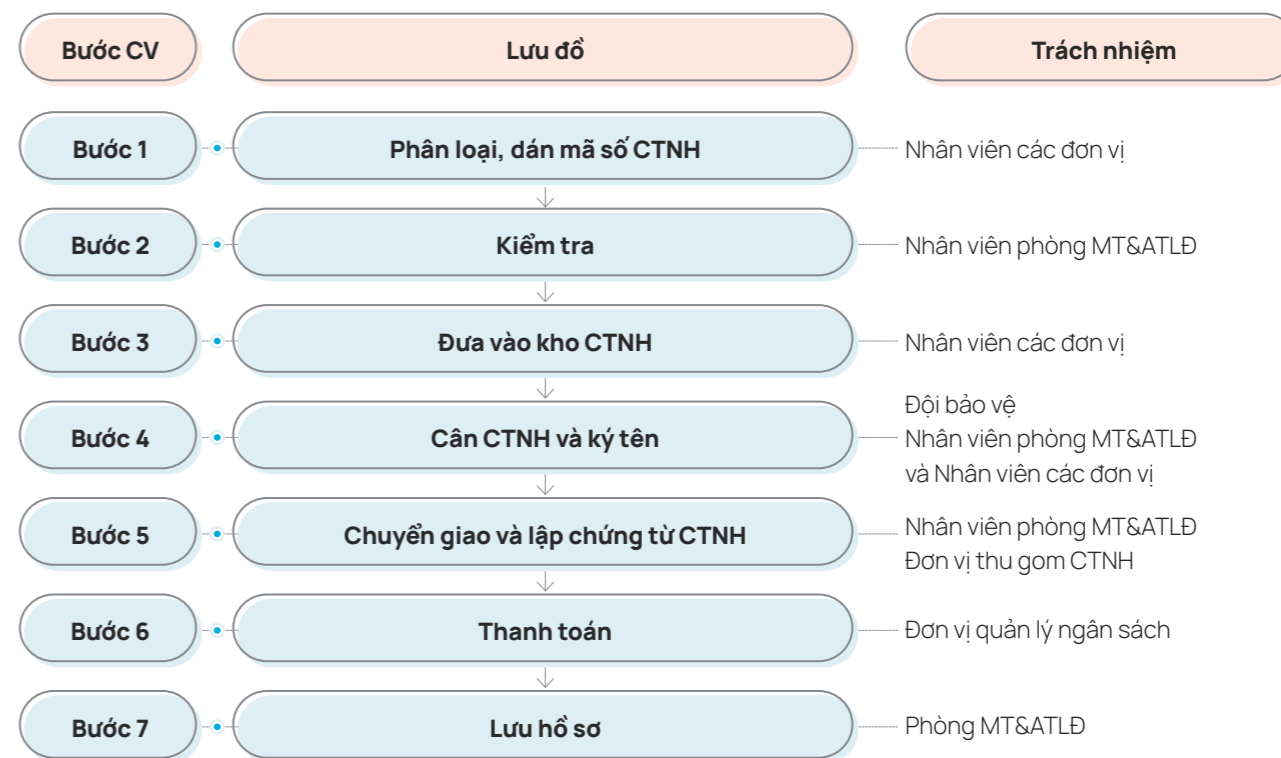 Bước CV
Lưu đồ
Trách nhiệm
Bước 1
Phân loại, dán mã số CTNH
Nhân viên các đơn vị
Bước 2
Kiểm tra
Nhân viên phòng MT&ATLĐ
Bước 3
Đưa vào kho CTNH
Nhân viên các đơn vị
Bước 4
Cân CTNH và ký tên
Đội bảo vệ
Nhân viên phòng MT&ATLĐ
và Nhân viên các đơn vị
Bước 5
Chuyển giao và lập chứng từ CTNH
Nhân viên phòng MT&ATLĐ
Đơn vị thu gom CTNH
Bước 6
Thanh toán
Đơn vị quản lý ngân sách
Bước 7
Lưu hồ sơ
Phòng MT&ATLĐ